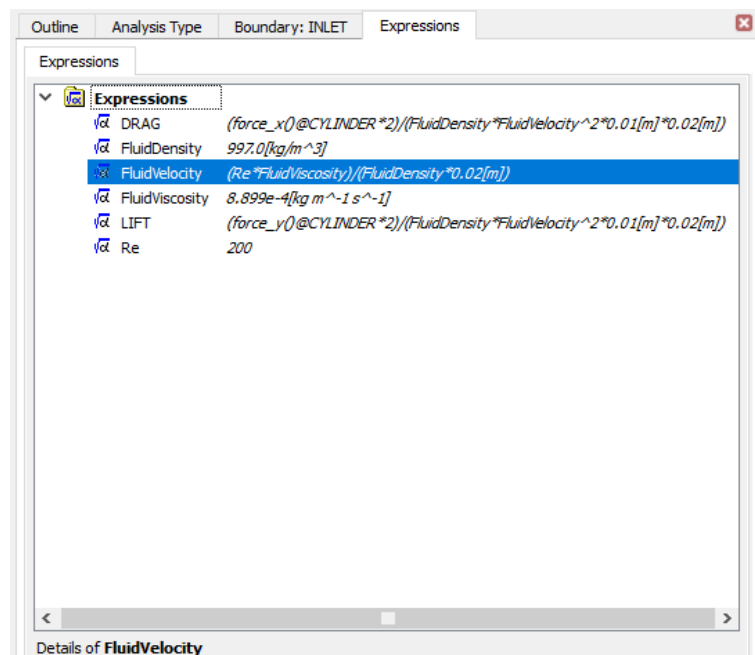 Outline Analysis Type Boundary: INLET Expressions
Expressions
Expressions
DRAG (force_x()@CYLINDER*2)/(FluidDensity*FluidVelocity^2*0.01[m]*0.02[m])
FluidDensity 997.0[kg/m^3]
FluidVelocity (Re*FluidViscosity)/(FluidDensity*0.02[m])
FluidViscosity 8.899e-4[kg m^-1 s^-1]
LIFT (force_y()@CYLINDER*2)/(FluidDensity*FluidVelocity^2*0.01[m]*0.02[m])
Re 200
Details of FluidVelocity